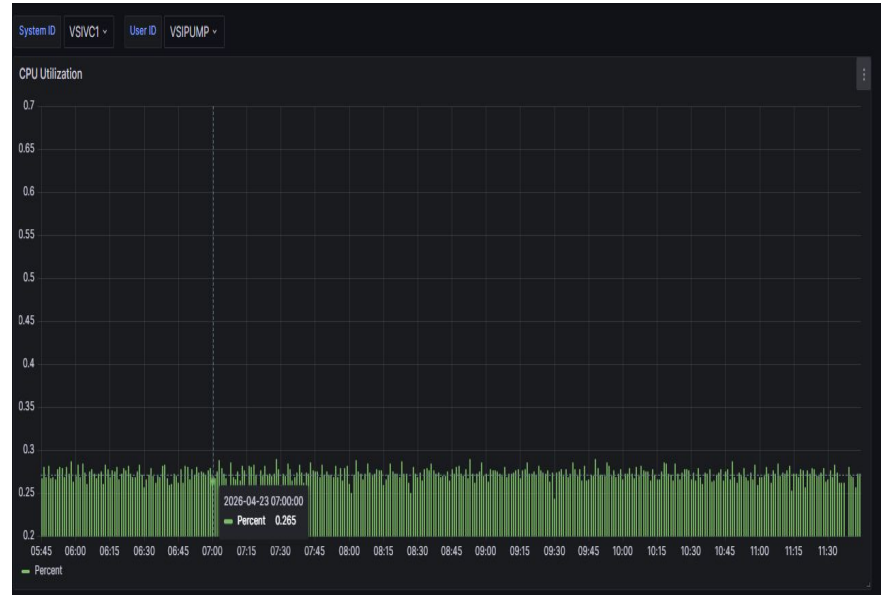 System ID VSIVC1 User ID VSIPUMP
CPU Utilization
0.7
0.65
0.6
0.55
0.5
0.45
0.4
0.35
0.3
0.25
0.2
2026-04-23 07:00:00
Percent 0.265
05:45 06:00 06:15 06:30 06:45 07:00 07:15 07:30 07:45 08:00 08:15 08:30 08:45 09:00 09:15 09:30 09:45 10:00 10:15 10:30 10:45 11:00 11:15 11:30
Percent